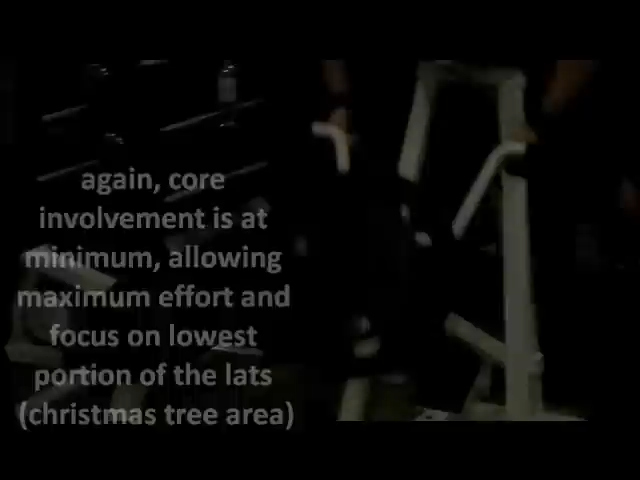 again, core
involvement is at
minimum, allowing
maximum effort and
focus on lowest
portion of the lats
(christmas tree area)